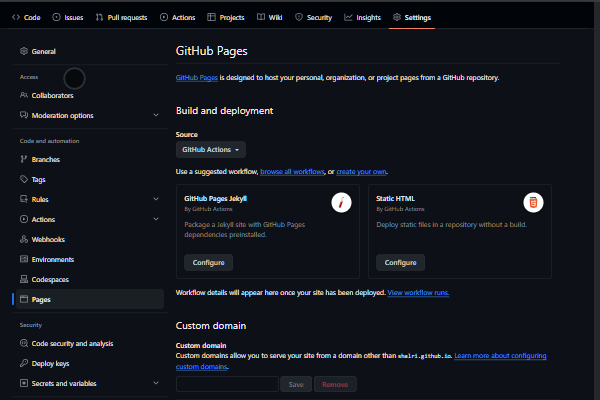 Code Issues Pull requests Actions Projects Wiki Security Insights Settings
General
Access
Collaborators
Moderation options
Code and automation
Branches
Tags
Rules
Actions
Webhooks
Environments
Codespaces
Pages
Security
Code security and analysis
Deploy keys
Secrets and variables
GitHub Pages
GitHub Pages is designed to host your personal, organization, or project pages from a GitHub repository.
Build and deployment
Source
GitHub Actions
Use a suggested workflow, browse all workflows, or create your own.
GitHub Pages Jekyll
By GitHub Actions
Package a Jekyll site with GitHub Pages
dependencies preinstalled.
Configure
Static HTML
By GitHub Actions
Deploy static files in a repository without a build.
Configure
Workflow details will appear here once your site has been deployed. View workflow runs.
Custom domain
Custom domain
Custom domains allow you to serve your site from a domain other than shalri.github.io. Learn more about configuring
custom domains.
Save Remove